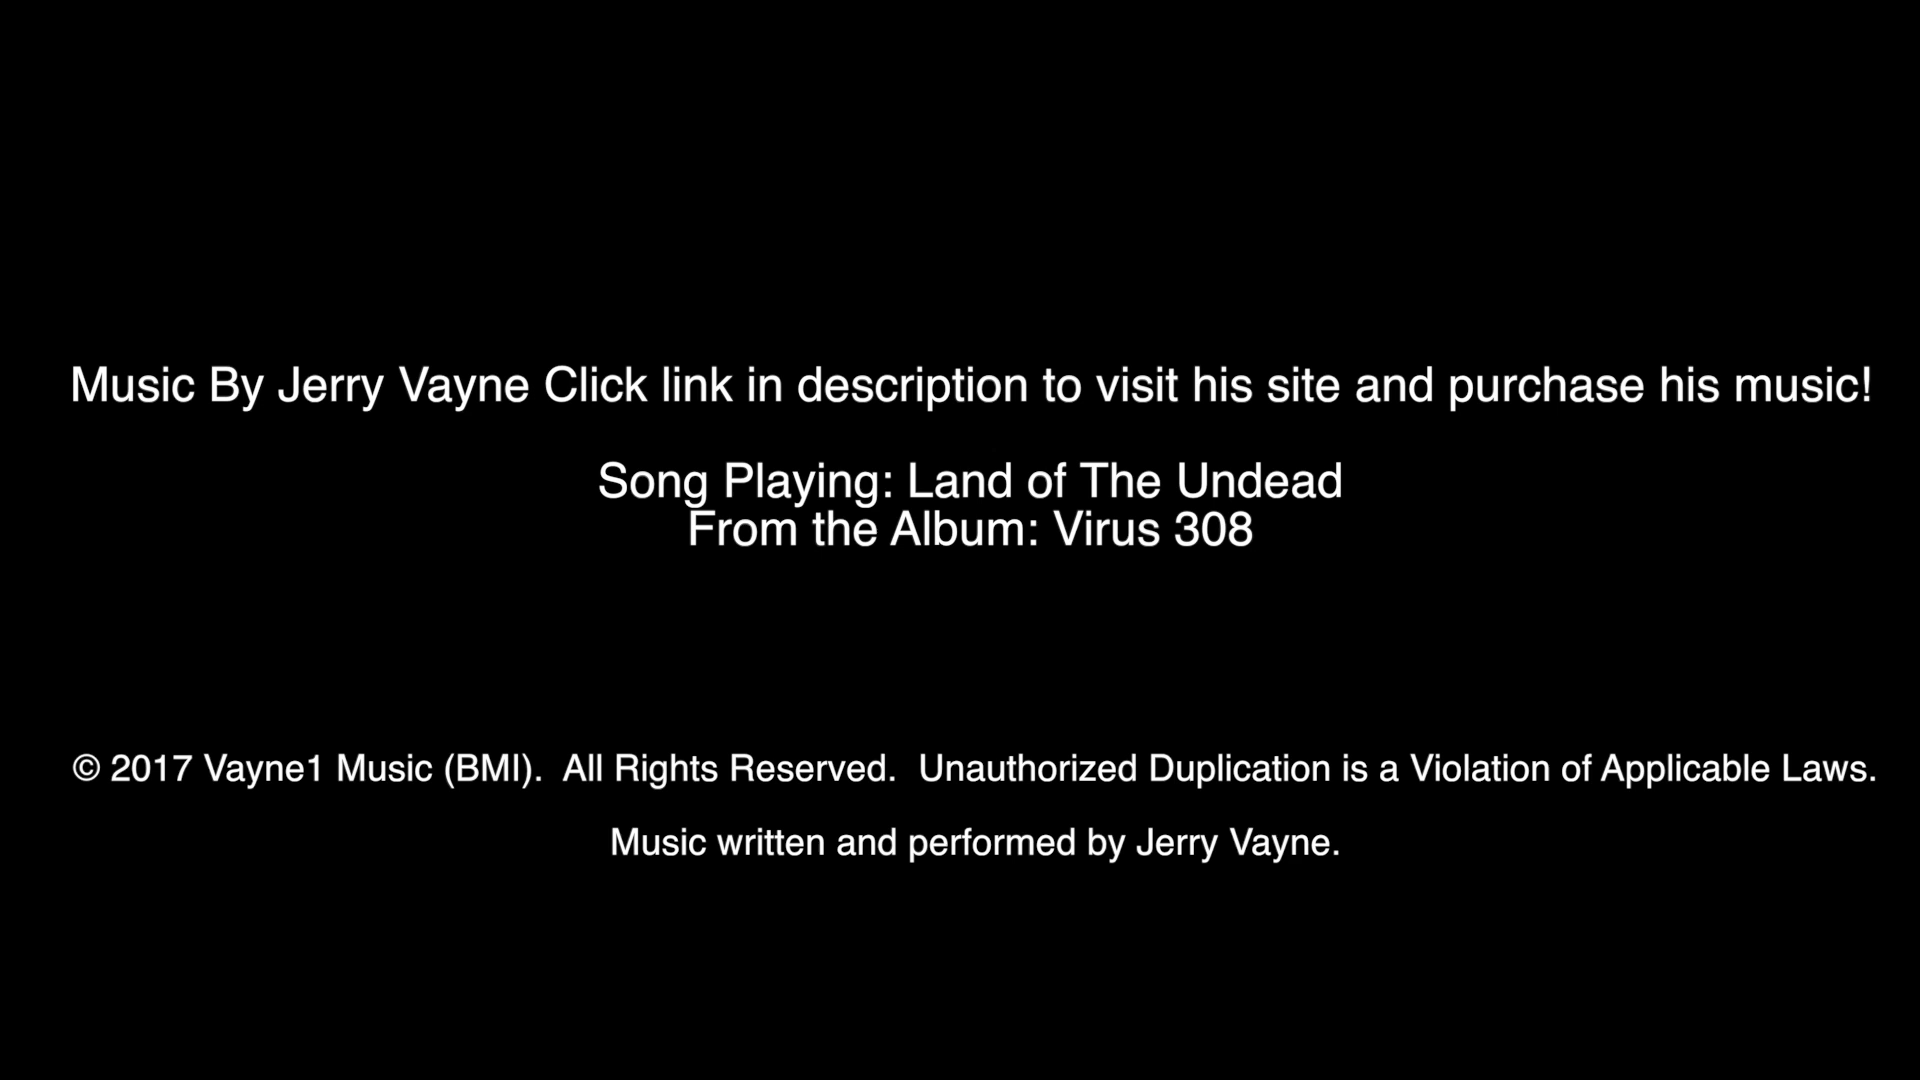 Music By Jerry Vayne Click link in description to visit his site and purchase his music!
Song Playing: Land of The Undead
From the Album: Virus 308
© 2017 Vayne1 Music (BMI).  All Rights Reserved.  Unauthorized Duplication is a Violation of Applicable Laws.
Music written and performed by Jerry Vayne.